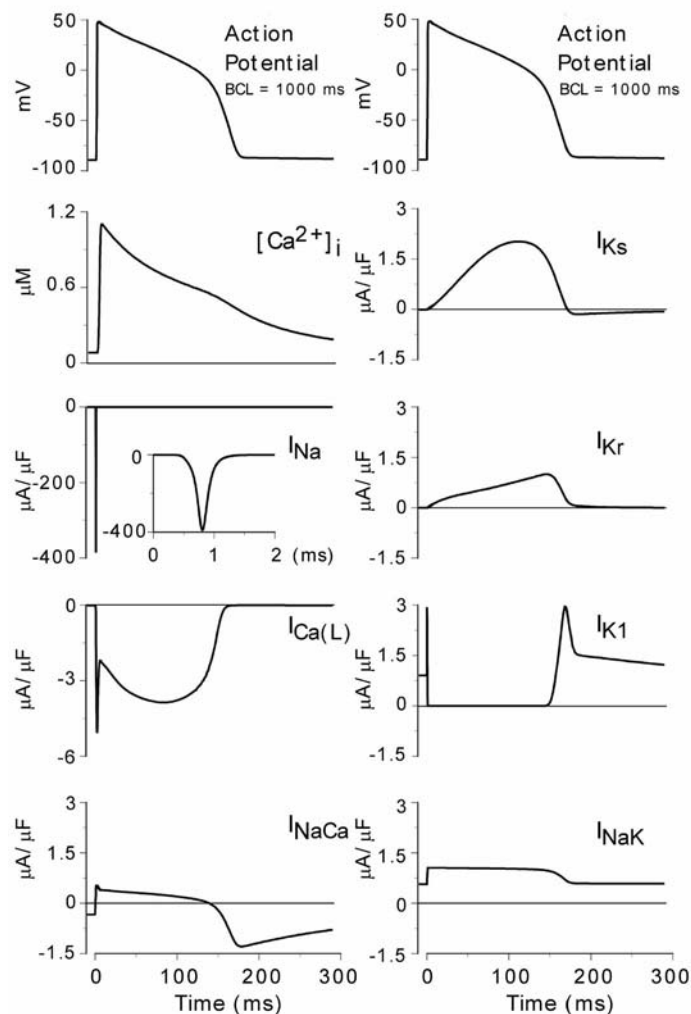 mV
50
0
-50
-100
Action
Potential
BCL = 1000 ms
mV
50
0
-50
-100
Action
Potential
BCL = 1000 ms
μM
1.2
0.6
0
[Ca²⁺]i
μA/ μF
3
1.5
0
-1.5
IKs
μA/ μF
0
-200
-400
INa
0
-400
0 1 2 (ms)
μA/ μF
3
1.5
0
-1.5
IKr
μA/ μF
0
-3
-6
ICa(L)
μA/ μF
3
1.5
0
-1.5
IK1
μA/ μF
3
1.5
0
-1.5
INaCa
0 100 200 300
Time (ms)
μA/ μF
3
1.5
0
-1.5
INaK
0 100 200 300
Time (ms)